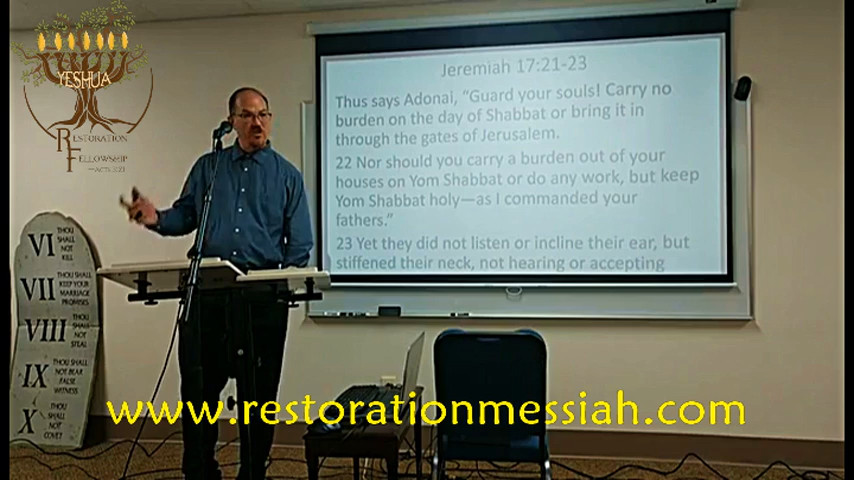 YESHUA
RESTORATION
FELLOWSHIP
Jeremiah 17:21-23
Thus says Adonai, “Guard your souls! Carry no
burden on the day of Shabbat or bring it in
through the gates of Jerusalem.
22 Nor should you carry a burden out of your
houses on Yom Shabbat or do any work, but keep
Yom Shabbat holy—as I commanded your
fathers.”
23 Yet they did not listen or incline their ear, but
stiffened their neck, not hearing or accepting
VI THOU
SHALL
NOT
KILL
VII THOU SHALL
KEEP YOUR
MARRIAGE
PROMISES
VIII THOU
SHALL
NOT
STEAL
IX THOU SHALL
NOT BEAR
FALSE
WITNESS
X THOU
SHALL
NOT
COVET
www.restorationmessiah.com